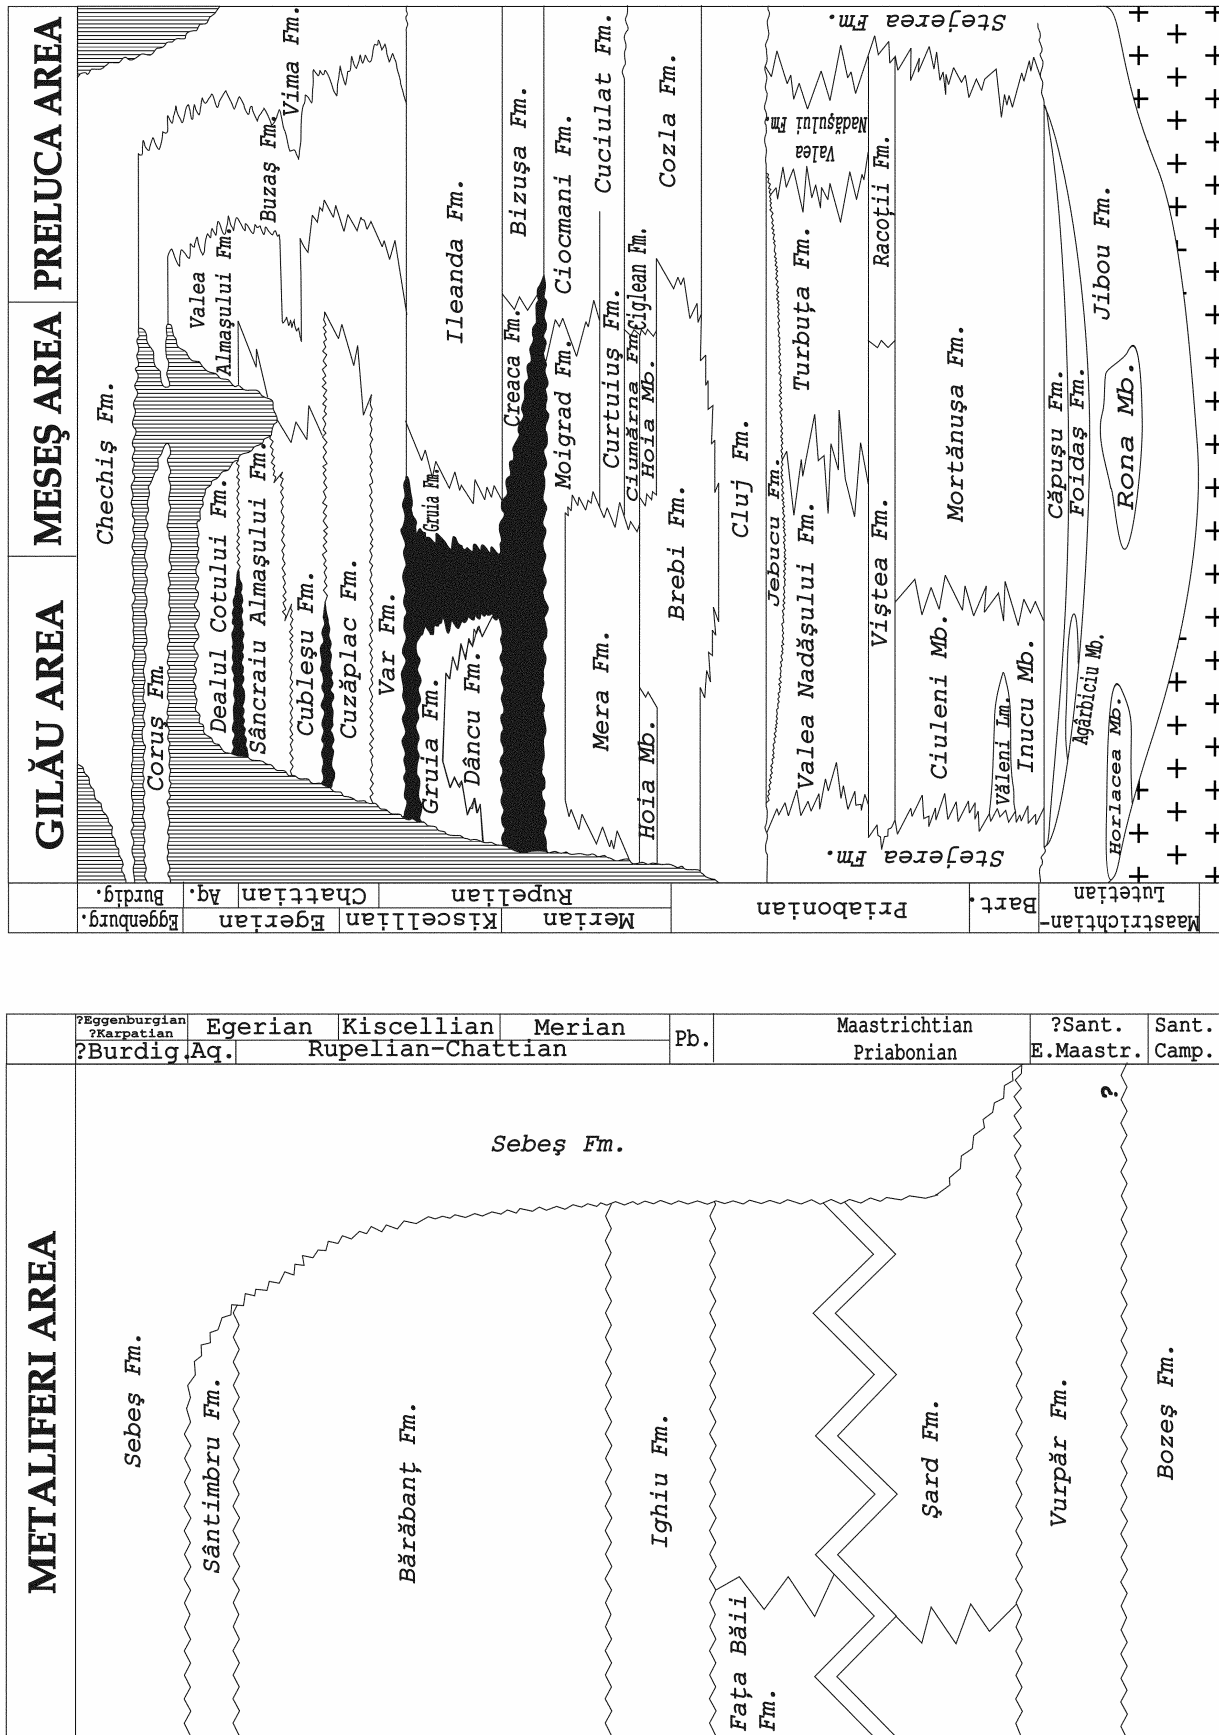 GILĂU AREA
MESEŞ AREA
PRELUCA AREA
Chechiş Fm.
Coruş Fm.
Dealul Cotului Fm.
Sâncraiu Almaşului Fm.
Cubleşu Fm.
Cuzăplac Fm.
Var Fm.
Gruia Fm.
Dâncu Fm.
Gruia Fm.
Valea
Almaşului Fm.
Buzaş Fm.
Vima Fm.
Ileanda Fm.
Creaca Fm.
Bizuşa Fm.
Moigrad Fm.
Ciocmani Fm.
Curtuiuş Fm.
Cuciulat Fm.
Ciumărna Fm.
Hoia Mb.
Ciglean Fm.
Mera Fm.
Hoia Mb.
Brebi Fm.
Cozla Fm.
Cluj Fm.
Jebucu Fm.
Valea Nadăşului Fm.
Turbuţa Fm.
Valea
Nadăşului Fm.
Viştea Fm.
Racoţii Fm.
Stejerea
Fm.
Stejerea
Fm.
Ciuleni Mb.
Mortănuşa Fm.
Văleni Lm.
Inucu Mb.
Căpuşu Fm.
Foidaş Fm.
Agârbiciu Mb.
Horlacea Mb.
Rona Mb.
Jibou Fm.
Burdig.
Aq.
Chattian
Rupelian
Priabonian
Bart.
Maastrichtian-
Lutetian
Eggenburg.
Egerian
Kiscellian
Merian
METALIFERI AREA
?Eggenburgian
?Karpatian
Egerian
Kiscellian
Merian
Pb.
Maastrichtian
Priabonian
?Sant.
E.Maastr.
Sant.
Camp.
?Burdig.
Aq.
Rupelian-Chattian
Sebeş Fm.
?
Sebeş Fm.
Sântimbru Fm.
Bărăbanţ Fm.
Ighiu Fm.
Faţa Băii
Fm.
Şard Fm.
Vurpăr Fm.
Bozeş Fm.